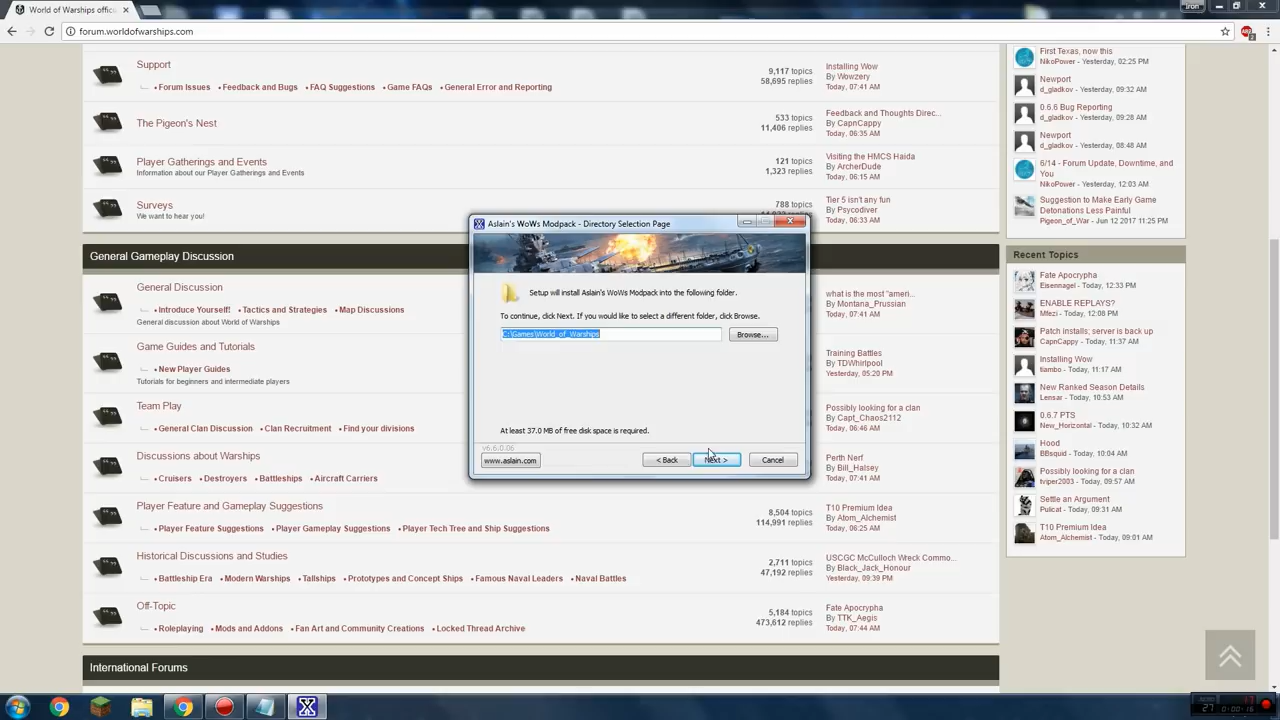 World of Warships offic
Iron
forum.worldofwarships.com
Support
• Forum Issues • Feedback and Bugs • FAQ Suggestions • Game FAQs • General Error and Reporting
9,117 topics
58,695 replies
Installing Wow
By Wowzery
Today, 07:41 AM
The Pigeon's Nest
533 topics
11,406 replies
Feedback and Thoughts Direc...
By CapnCappy
Today, 06:35 AM
Player Gatherings and Events
Information about our Player Gatherings and Events
121 topics
1,323 replies
Visiting the HMCS Haida
By ArcherDude
Today, 06:15 AM
Surveys
We want to hear you!
788 topics
Tier 5 isn't any fun
By Psycodiver
Today, 06:33 AM
General Gameplay Discussion
General Discussion
• Introduce Yourself! • Tactics and Strategies • Map Discussions
General discussion about World of Warships
what is the most "ameri...
By Montana_Prussian
Today, 07:41 AM
Game Guides and Tutorials
• New Player Guides
Tutorials for beginners and intermediate players
Training Battles
By TDWhirlpool
Yesterday, 05:20 PM
Team Play
• General Clan Discussion • Clan Recruitment • Find your divisions
Possibly looking for a clan
By Capt_Chaos2112
Today, 06:46 AM
Discussions about Warships
• Cruisers • Destroyers • Battleships • Aircraft Carriers
Perth Nerf
By Bill_Halsey
Today, 07:41 AM
Player Feature and Gameplay Suggestions
• Player Feature Suggestions • Player Gameplay Suggestions • Player Tech Tree and Ship Suggestions
8,504 topics
114,991 replies
T10 Premium Idea
By Atom_Alchemist
Today, 06:25 AM
Historical Discussions and Studies
• Battleship Era • Modern Warships • Tallships • Prototypes and Concept Ships • Famous Naval Leaders • Naval Battles
2,711 topics
47,192 replies
USCGC McCulloch Wreck Commo...
By Black_Jack_Honour
Yesterday, 09:39 PM
Off-Topic
• Roleplaying • Mods and Addons • Fan Art and Community Creations • Locked Thread Archive
5,184 topics
473,612 replies
Fate Apocrypha
By TTK_Aegis
Today, 07:44 AM
International Forums
Aslain's WoWs Modpack - Directory Selection Page
Setup will install Aslain's WoWs Modpack into the following folder.
To continue, click Next. If you would like to select a different folder, click Browse.
C:\Games\World_of_Warships
Browse...
At least 37.0 MB of free disk space is required.
v6.6.0.06
www.aslain.com
< Back
Next >
Cancel
First Texas, now this
NikoPower - Yesterday, 02:25 PM
Newport
d_gladkov - Yesterday, 09:32 AM
0.6.6 Bug Reporting
d_gladkov - Yesterday, 09:28 AM
Newport
d_gladkov - Yesterday, 08:48 AM
6/14 - Forum Update, Downtime, and
You
NikoPower - Yesterday, 12:03 AM
Suggestion to Make Early Game
Detonations Less Painful
Pigeon_of_War - Jun 12 2017 11:25 PM
Recent Topics
Fate Apocrypha
Eisennagel - Today, 12:33 PM
ENABLE REPLAYS?
Mfezi - Today, 12:08 PM
Patch installs; server is back up
CapnCappy - Today, 11:37 AM
Installing Wow
tiambo - Today, 11:17 AM
New Ranked Season Details
Lensar - Today, 10:53 AM
0.6.7 PTS
New_Horizontal - Today, 10:32 AM
Hood
BBsquid - Today, 10:30 AM
Possibly looking for a clan
tviper2003 - Today, 09:57 AM
Settle an Argument
Pulicat - Today, 09:31 AM
T10 Premium Idea
Atom_Alchemist - Today, 09:01 AM
27
0:00:16